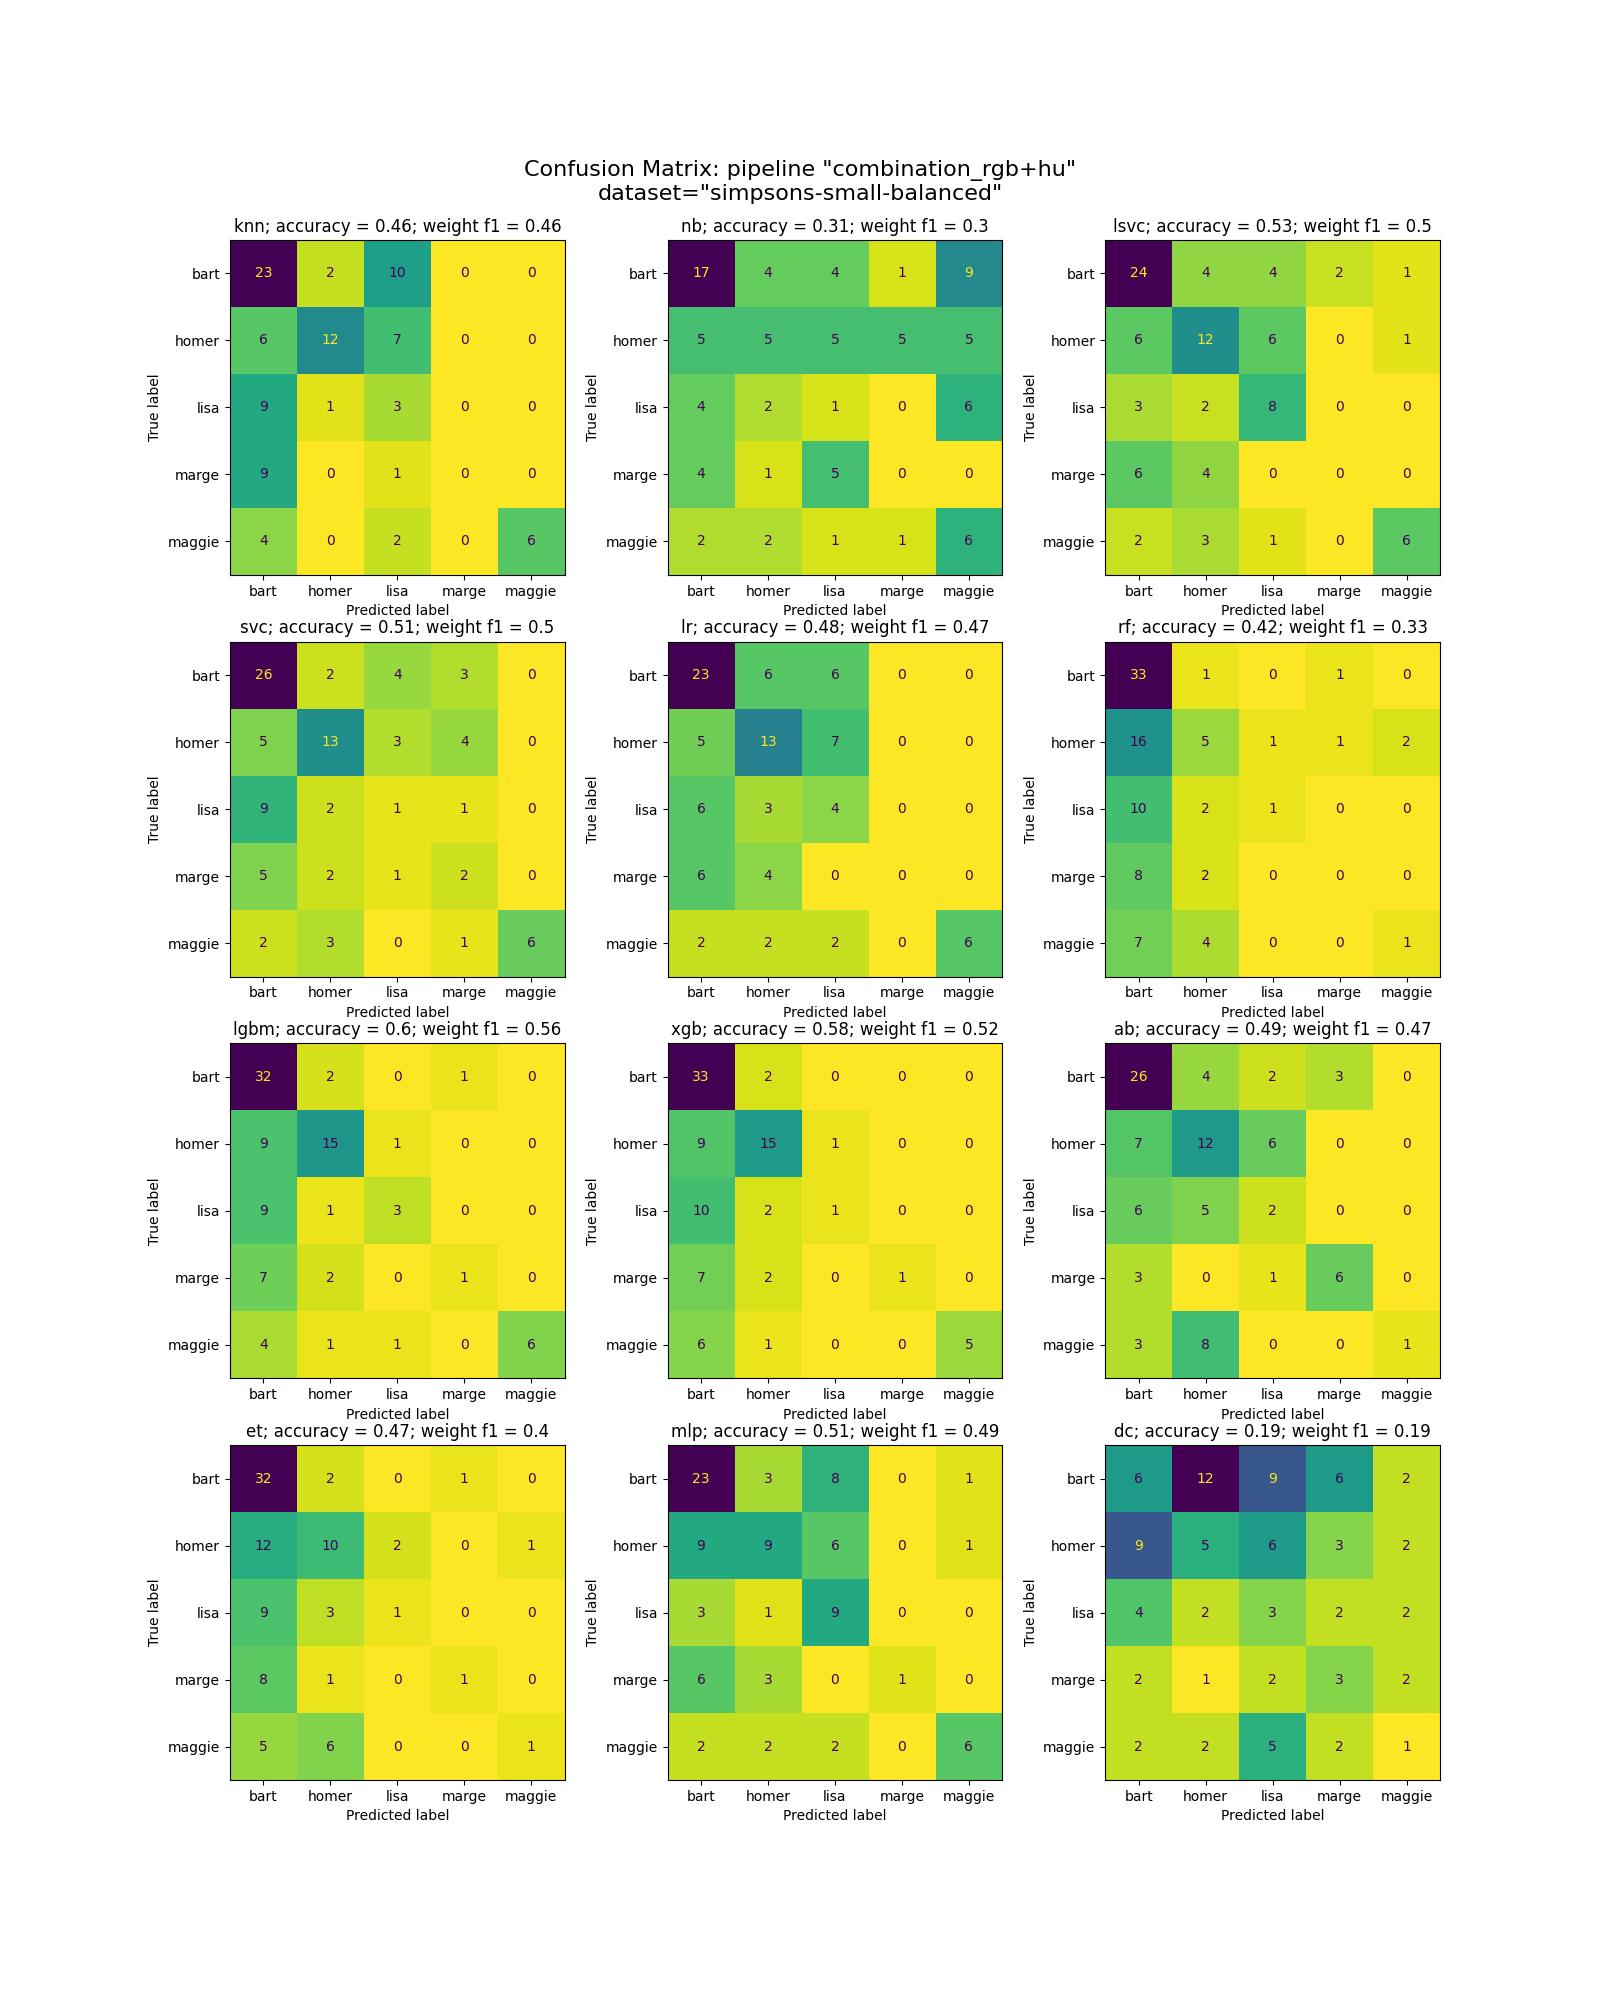 Confusion Matrix: pipeline "combination_rgb+hu"
dataset="simpsons-small-balanced"
knn; accuracy = 0.46; weight f1 = 0.46
True label
bart 23 2 10 0 0
homer 6 12 7 0 0
lisa 9 1 3 0 0
marge 9 0 1 0 0
maggie 4 0 2 0 6
bart homer lisa marge maggie
Predicted label
nb; accuracy = 0.31; weight f1 = 0.3
True label
bart 17 4 4 1 9
homer 5 5 5 5 5
lisa 4 2 1 0 6
marge 4 1 5 0 0
maggie 2 2 1 1 6
bart homer lisa marge maggie
Predicted label
lsvc; accuracy = 0.53; weight f1 = 0.5
True label
bart 24 4 4 2 1
homer 6 12 6 0 1
lisa 3 2 8 0 0
marge 6 4 0 0 0
maggie 2 3 1 0 6
bart homer lisa marge maggie
Predicted label
svc; accuracy = 0.51; weight f1 = 0.5
True label
bart 26 2 4 3 0
homer 5 13 3 4 0
lisa 9 2 1 1 0
marge 5 2 1 2 0
maggie 2 3 0 1 6
bart homer lisa marge maggie
Predicted label
lr; accuracy = 0.48; weight f1 = 0.47
True label
bart 23 6 6 0 0
homer 5 13 7 0 0
lisa 6 3 4 0 0
marge 6 4 0 0 0
maggie 2 2 2 0 6
bart homer lisa marge maggie
Predicted label
rf; accuracy = 0.42; weight f1 = 0.33
True label
bart 33 1 0 1 0
homer 16 5 1 1 2
lisa 10 2 1 0 0
marge 8 2 0 0 0
maggie 7 4 0 0 1
bart homer lisa marge maggie
Predicted label
lgbm; accuracy = 0.6; weight f1 = 0.56
True label
bart 32 2 0 1 0
homer 9 15 1 0 0
lisa 9 1 3 0 0
marge 7 2 0 1 0
maggie 4 1 1 0 6
bart homer lisa marge maggie
Predicted label
xgb; accuracy = 0.58; weight f1 = 0.52
True label
bart 33 2 0 0 0
homer 9 15 1 0 0
lisa 10 2 1 0 0
marge 7 2 0 1 0
maggie 6 1 0 0 5
bart homer lisa marge maggie
Predicted label
ab; accuracy = 0.49; weight f1 = 0.47
True label
bart 26 4 2 3 0
homer 7 12 6 0 0
lisa 6 5 2 0 0
marge 3 0 1 6 0
maggie 3 8 0 0 1
bart homer lisa marge maggie
Predicted label
et; accuracy = 0.47; weight f1 = 0.4
True label
bart 32 2 0 1 0
homer 12 10 2 0 1
lisa 9 3 1 0 0
marge 8 1 0 1 0
maggie 5 6 0 0 1
bart homer lisa marge maggie
Predicted label
mlp; accuracy = 0.51; weight f1 = 0.49
True label
bart 23 3 8 0 1
homer 9 9 6 0 1
lisa 3 1 9 0 0
marge 6 3 0 1 0
maggie 2 2 2 0 6
bart homer lisa marge maggie
Predicted label
dc; accuracy = 0.19; weight f1 = 0.19
True label
bart 6 12 9 6 2
homer 9 5 6 3 2
lisa 4 2 3 2 2
marge 2 1 2 3 2
maggie 2 2 5 2 1
bart homer lisa marge maggie
Predicted label